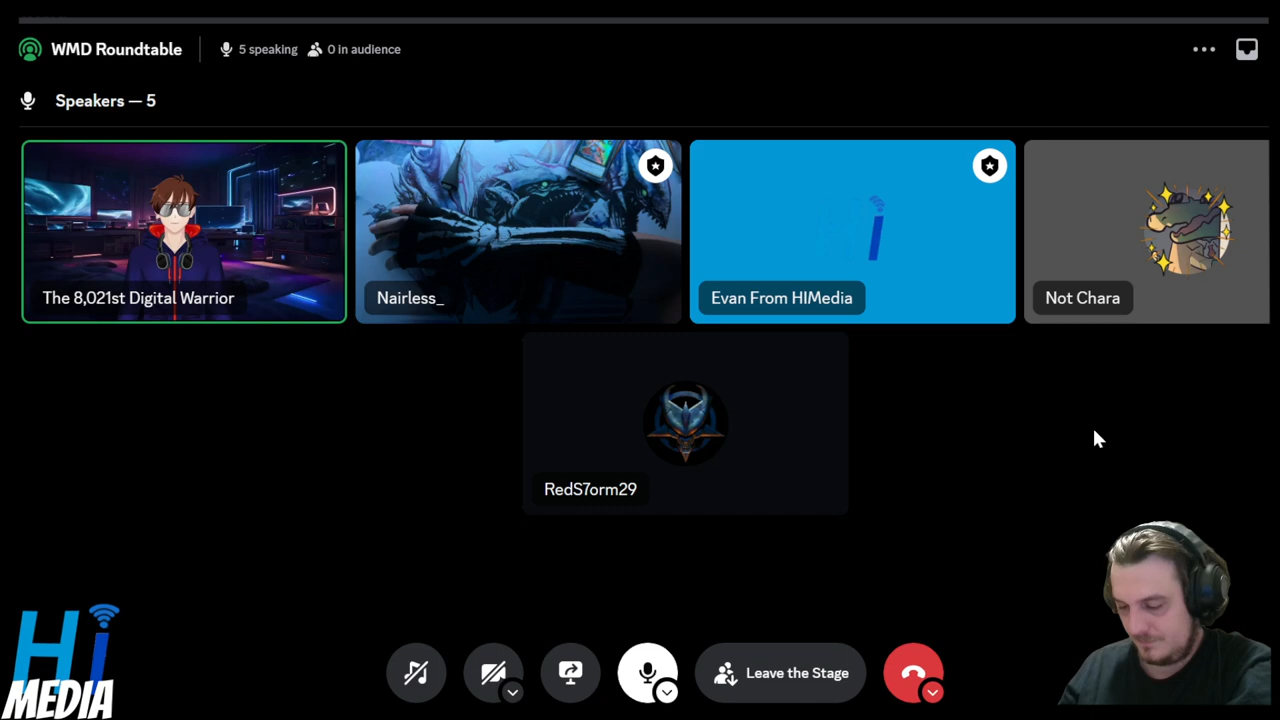 WMD Roundtable
5 speaking
0 in audience
Speakers — 5
The 8,021st Digital Warrior
Nairless_
Evan From HIMedia
Not Chara
RedS7orm29
Hi
MEDIA
Leave the Stage